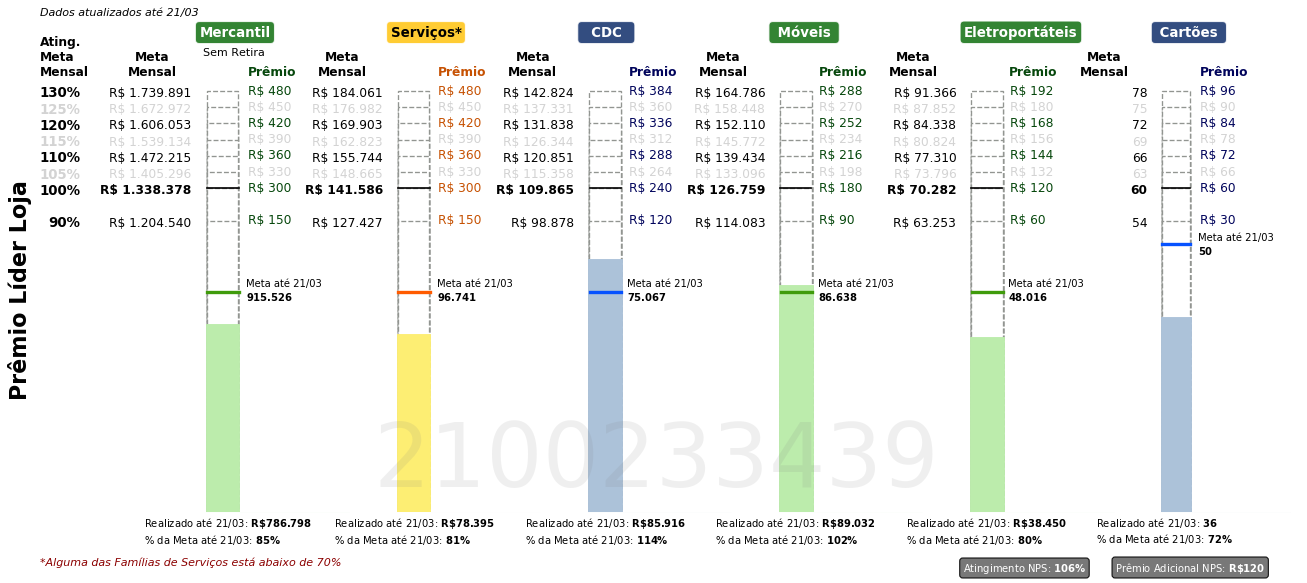 Dados atualizados até 21/03
Mercantil Serviços* CDC Móveis Eletroportáteis Cartões
Sem Retira
Ating. Meta Mensal Meta Mensal Prêmio Meta Mensal Prêmio Meta Mensal Prêmio Meta Mensal Prêmio Meta Mensal Prêmio Meta Mensal Prêmio
130% R$ 1.739.891 R$ 480 R$ 184.061 R$ 480 R$ 142.824 R$ 384 R$ 164.786 R$ 288 R$ 91.366 R$ 192 78 R$ 96
125% R$ 1.672.972 R$ 450 R$ 176.982 R$ 450 R$ 137.331 R$ 360 R$ 158.448 R$ 270 R$ 87.852 R$ 180 75 R$ 90
120% R$ 1.606.053 R$ 420 R$ 169.903 R$ 420 R$ 131.838 R$ 336 R$ 152.110 R$ 252 R$ 84.338 R$ 168 72 R$ 84
115% R$ 1.539.134 R$ 390 R$ 162.823 R$ 390 R$ 126.344 R$ 312 R$ 145.772 R$ 234 R$ 80.824 R$ 156 69 R$ 78
110% R$ 1.472.215 R$ 360 R$ 155.744 R$ 360 R$ 120.851 R$ 288 R$ 139.434 R$ 216 R$ 77.310 R$ 144 66 R$ 72
105% R$ 1.405.296 R$ 330 R$ 148.665 R$ 330 R$ 115.358 R$ 264 R$ 133.096 R$ 198 R$ 73.796 R$ 132 63 R$ 66
100% R$ 1.338.378 R$ 300 R$ 141.586 R$ 300 R$ 109.865 R$ 240 R$ 126.759 R$ 180 R$ 70.282 R$ 120 60 R$ 60
90% R$ 1.204.540 R$ 150 R$ 127.427 R$ 150 R$ 98.878 R$ 120 R$ 114.083 R$ 90 R$ 63.253 R$ 60 54 R$ 30
Meta até 21/03
50
Meta até 21/03 Meta até 21/03 Meta até 21/03 Meta até 21/03 Meta até 21/03
915.526 96.741 75.067 86.638 48.016
Prêmio Líder Loja
2100233439
Realizado até 21/03: R$786.798 Realizado até 21/03: R$78.395 Realizado até 21/03: R$85.916 Realizado até 21/03: R$89.032 Realizado até 21/03: R$38.450 Realizado até 21/03: 36
% da Meta até 21/03: 85% % da Meta até 21/03: 81% % da Meta até 21/03: 114% % da Meta até 21/03: 102% % da Meta até 21/03: 80% % da Meta até 21/03: 72%
*Alguma das Famílias de Serviços está abaixo de 70%
Atingimento NPS: 106% Prêmio Adicional NPS: R$120